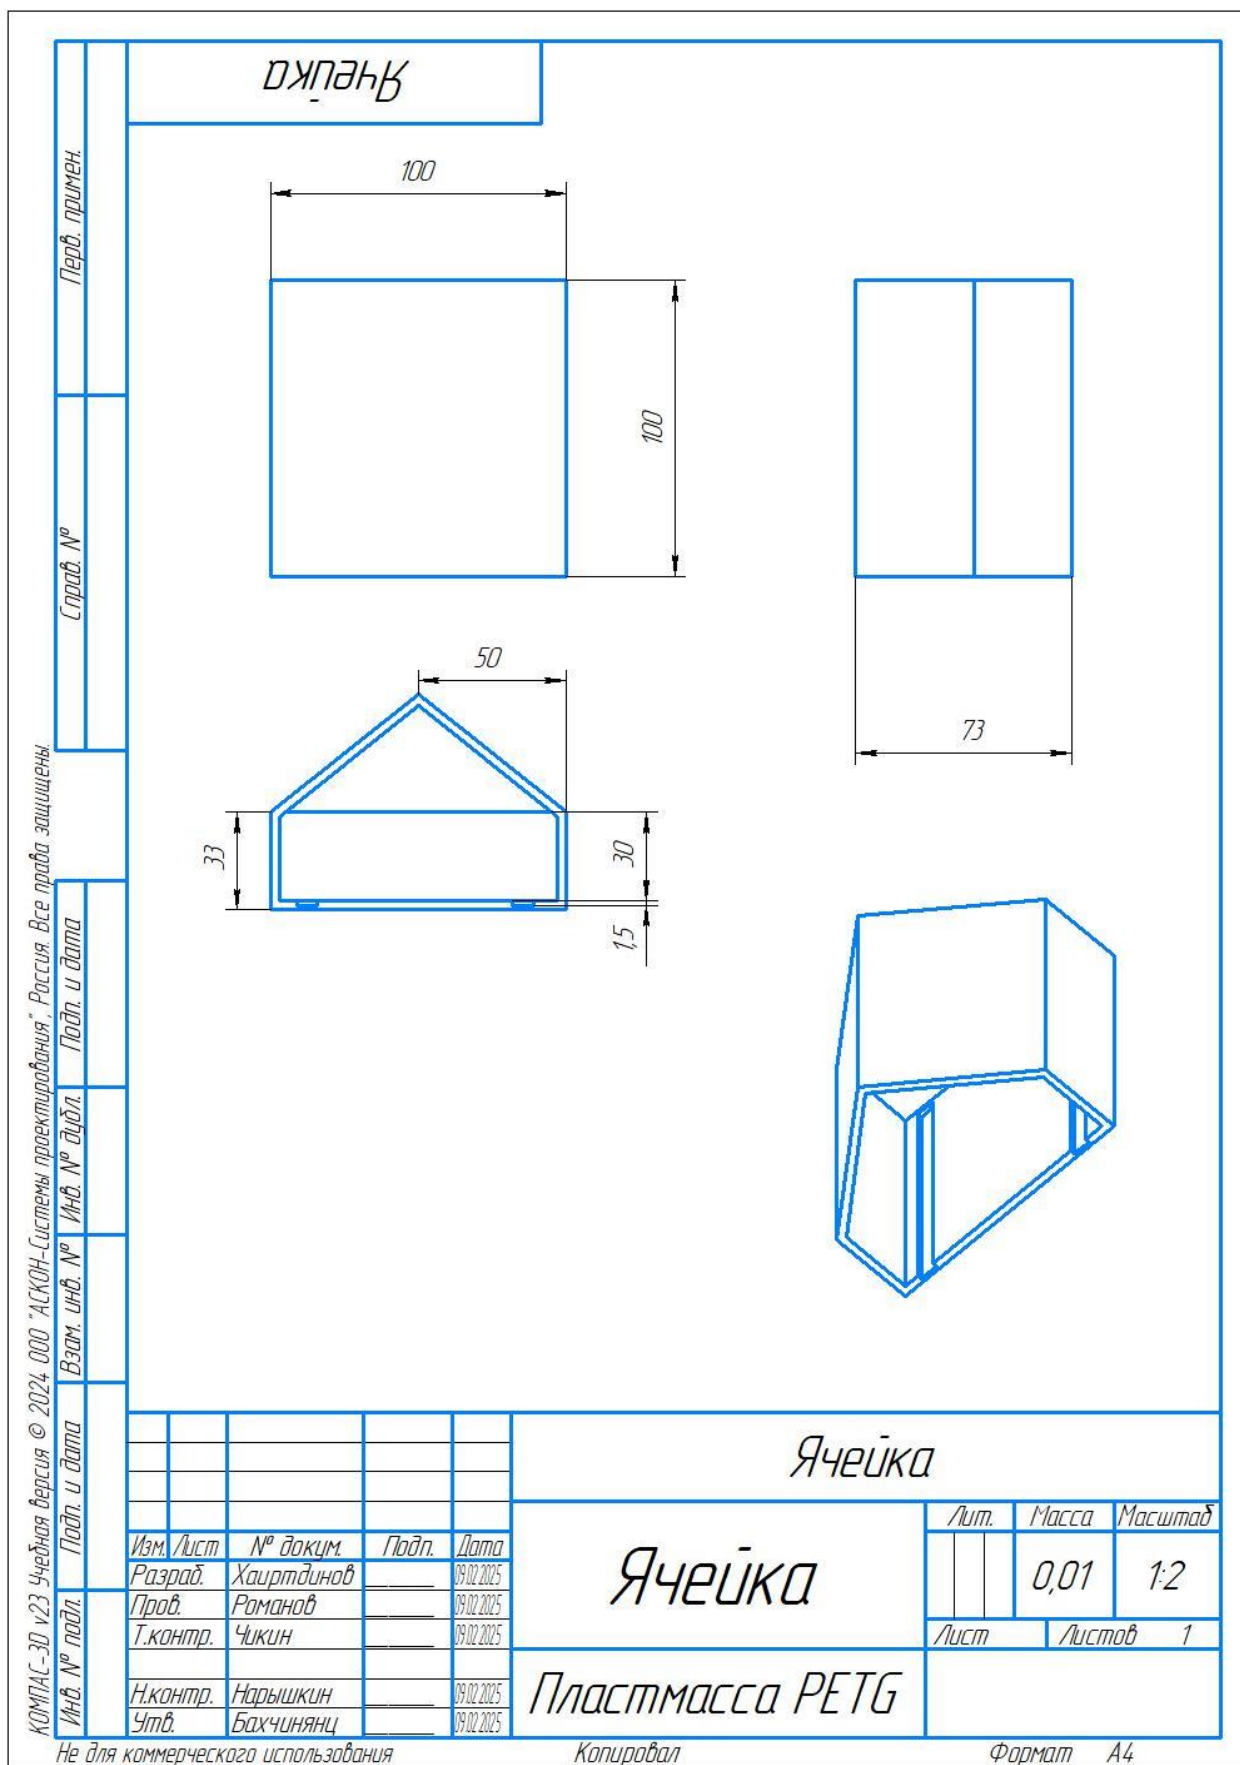 Ячейка
Перв. примен.
100
100
Справ. №
50
73
33
30
1,5
Подп. и дата
Инв. № дубл.
Взам. инв. №
Подп. и дата
Инв. № подл.
КОМПАС-3D v23 Учебная версия © 2024 ООО "АСКОН-Системы проектирования", Россия. Все права защищены.
Ячейка
Лит. Масса Масштаб
Изм. Лист № докум. Подп. Дата
Разраб. Хаиртдинов 09.02.2025
Пров. Романов 09.02.2025
Т.контр. Чикин 09.02.2025
Ячейка
0,01 1:2
Лист Листов 1
Н.контр. Нарышкин 09.02.2025
Утв. Бахчинянц 09.02.2025
Пластмасса PETG
Не для коммерческого использования Копировал Формат А4